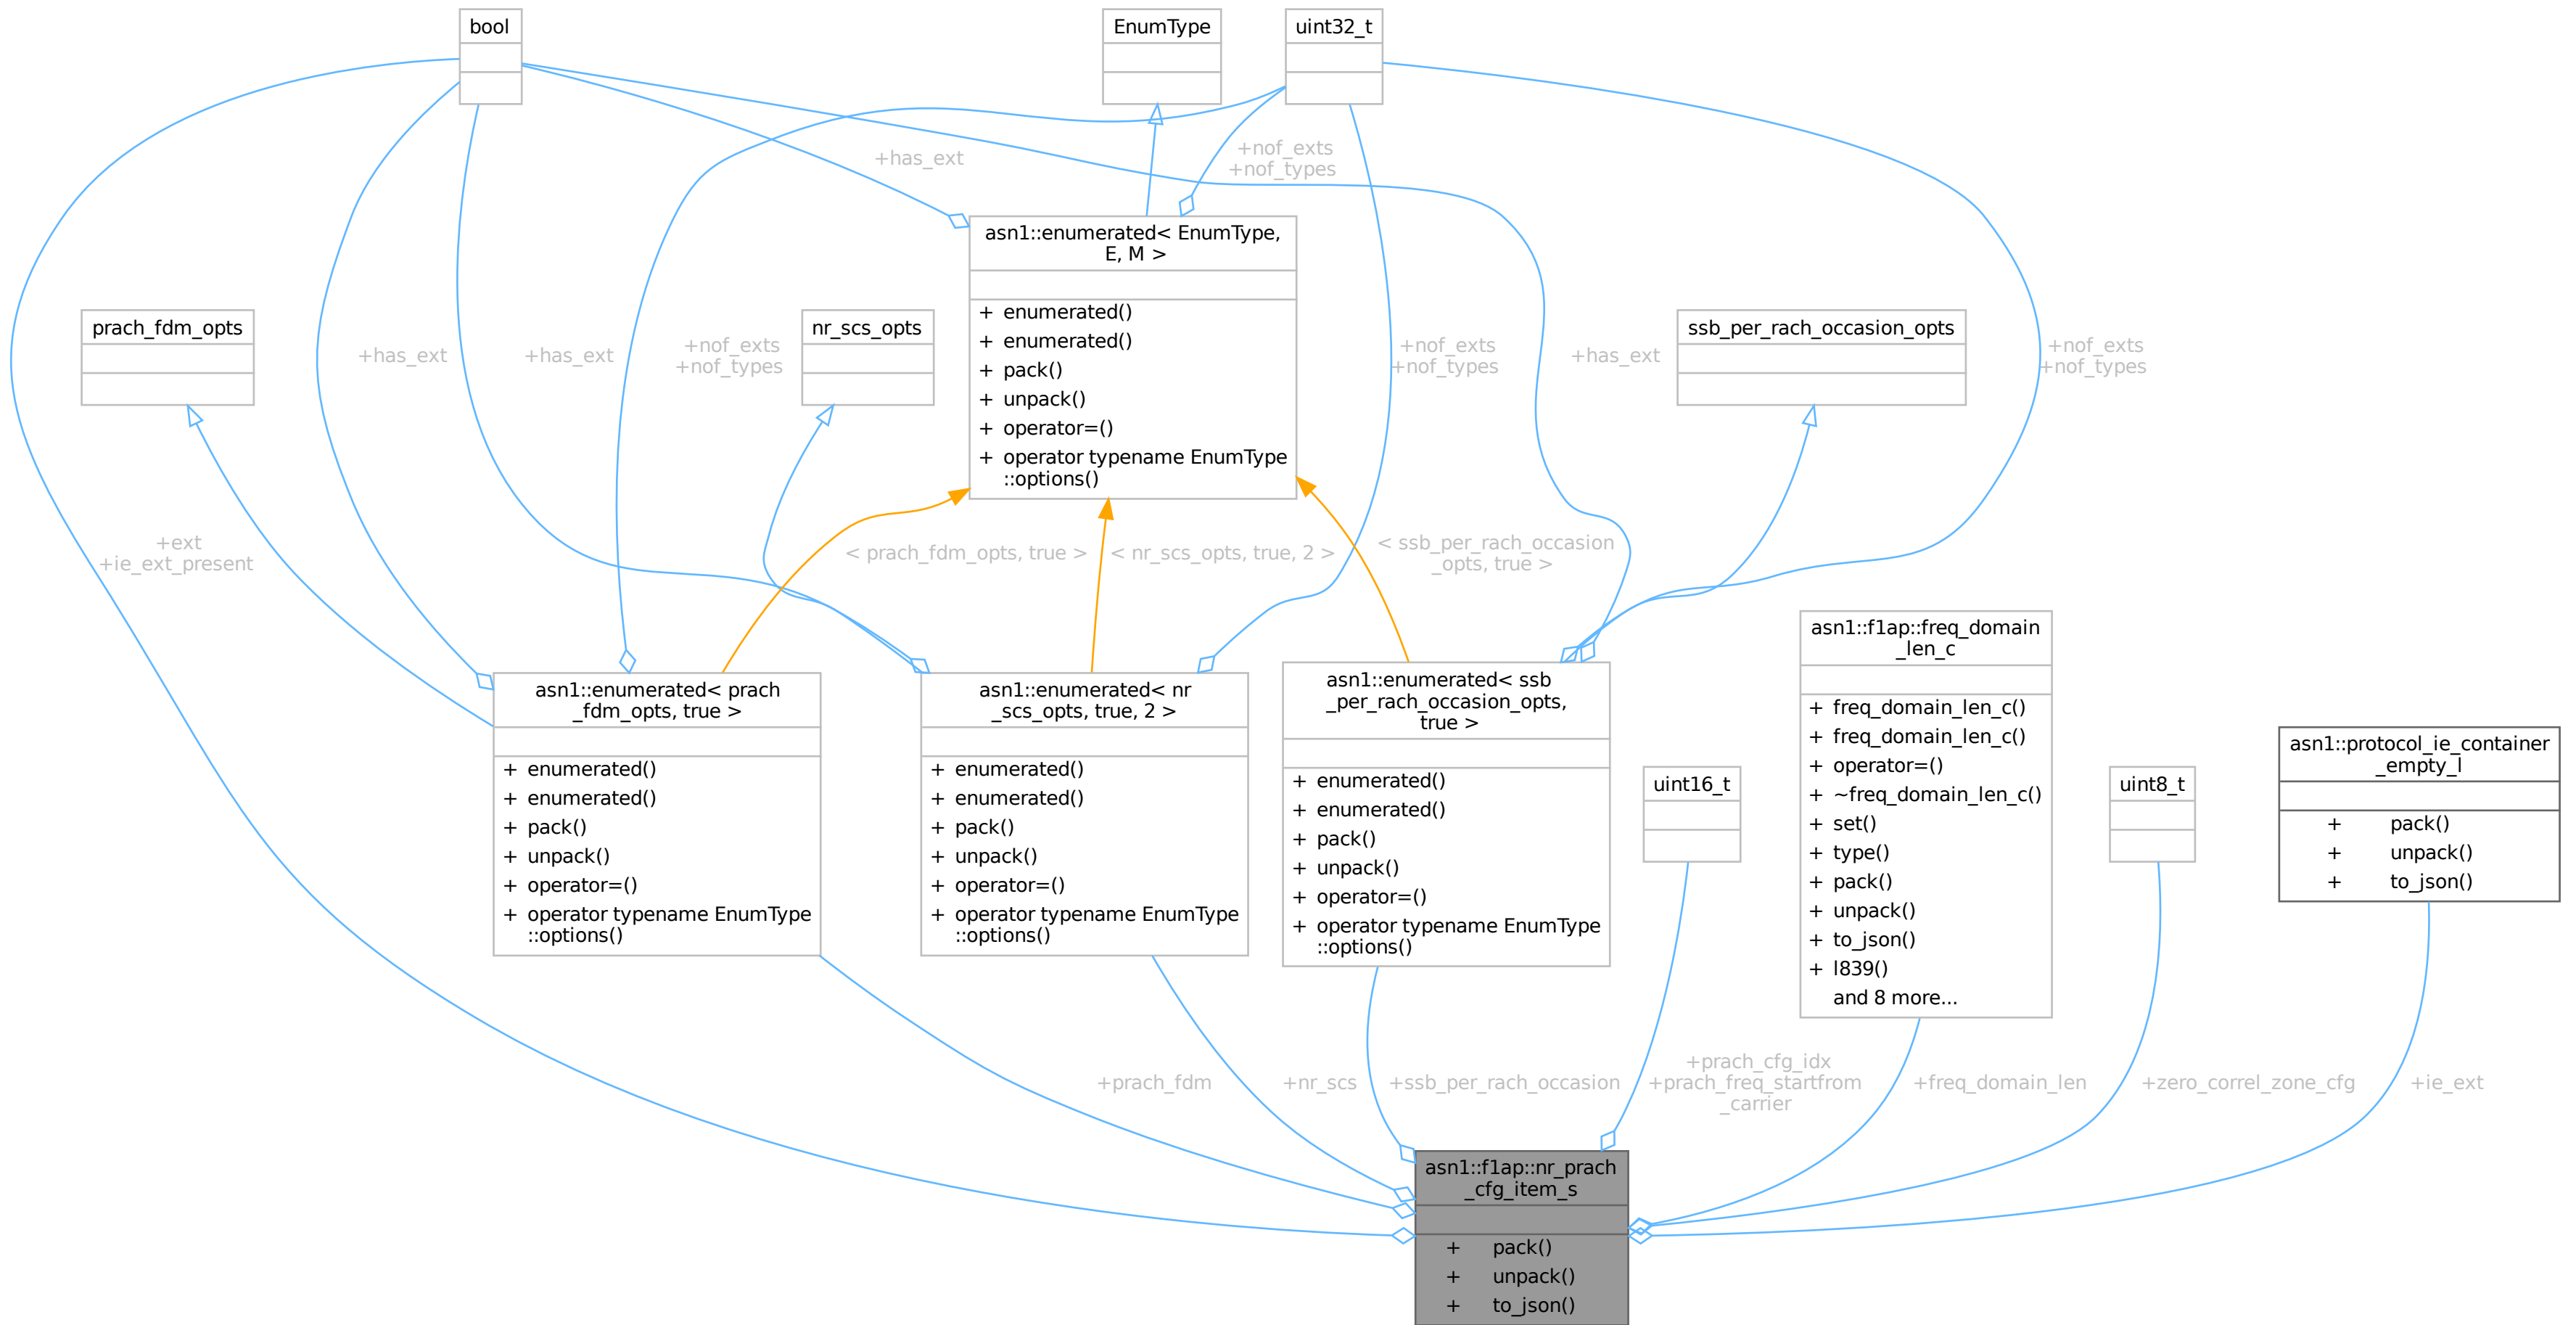 bool
EnumType
uint32_t
+has_ext
+nof_exts
+nof_types
asn1::enumerated< EnumType,
E, M >
+ enumerated()
+ enumerated()
+ pack()
+ unpack()
+ operator=()
+ operator typename EnumType
::options()
prach_fdm_opts
nr_scs_opts
ssb_per_rach_occasion_opts
+has_ext
+has_ext
+nof_exts
+nof_types
+nof_exts
+nof_types
+has_ext
+nof_exts
+nof_types
+ext
+ie_ext_present
< prach_fdm_opts, true >
< nr_scs_opts, true, 2 >
< ssb_per_rach_occasion
_opts, true >
asn1::enumerated< prach
_fdm_opts, true >
+ enumerated()
+ enumerated()
+ pack()
+ unpack()
+ operator=()
+ operator typename EnumType
::options()
asn1::enumerated< nr
_scs_opts, true, 2 >
+ enumerated()
+ enumerated()
+ pack()
+ unpack()
+ operator=()
+ operator typename EnumType
::options()
asn1::enumerated< ssb
_per_rach_occasion_opts,
true >
+ enumerated()
+ enumerated()
+ pack()
+ unpack()
+ operator=()
+ operator typename EnumType
::options()
uint16_t
asn1::f1ap::freq_domain
_len_c
+ freq_domain_len_c()
+ freq_domain_len_c()
+ operator=()
+ ~freq_domain_len_c()
+ set()
+ type()
+ pack()
+ unpack()
+ to_json()
+ l839()
and 8 more...
uint8_t
asn1::protocol_ie_container
_empty_l
+ pack()
+ unpack()
+ to_json()
+prach_fdm
+nr_scs
+ssb_per_rach_occasion
+prach_cfg_idx
+prach_freq_startfrom
_carrier
+freq_domain_len
+zero_correl_zone_cfg
+ie_ext
asn1::f1ap::nr_prach
_cfg_item_s
+ pack()
+ unpack()
+ to_json()